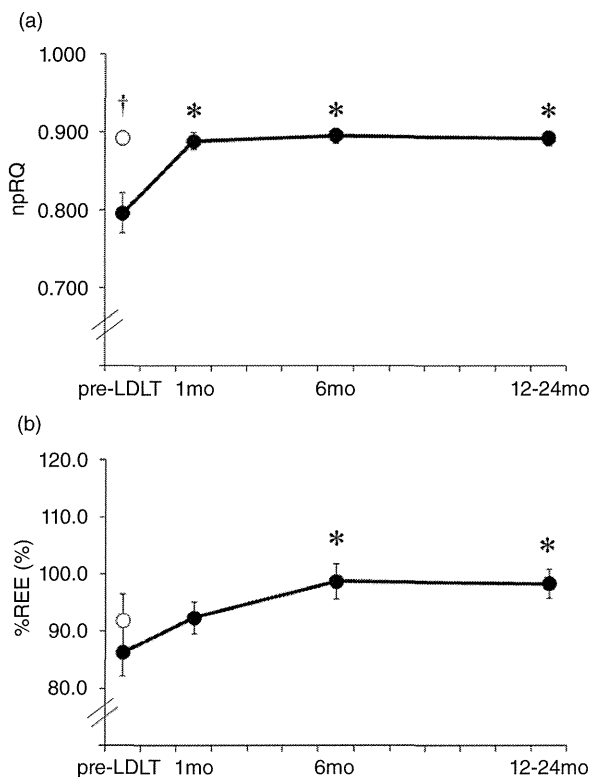 (a)
1.000
0.900
0.800
0.700
npRQ
†
* * *
pre-LDLT 1mo 6mo 12-24mo
(b)
120.0
110.0
100.0
90.0
80.0
%REE (%)
* *
pre-LDLT 1mo 6mo 12-24mo